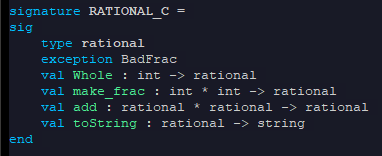 signature RATIONAL_C =
sig
    type rational
    exception BadFrac
    val Whole : int -> rational
    val make_frac : int * int -> rational
    val add : rational * rational -> rational
    val toString : rational -> string
end